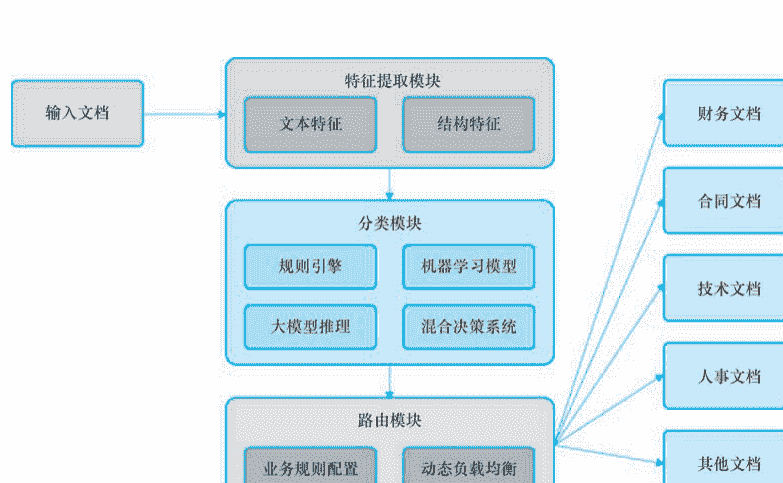 特征提取模块
输入文档
文本特征
结构特征
财务文档
分类模块
合同文档
规则引擎
机器学习模型
技术文档
大模型推理
混合决策系统
人事文档
路由模块
业务规则配置
动态负载均衡
其他文档